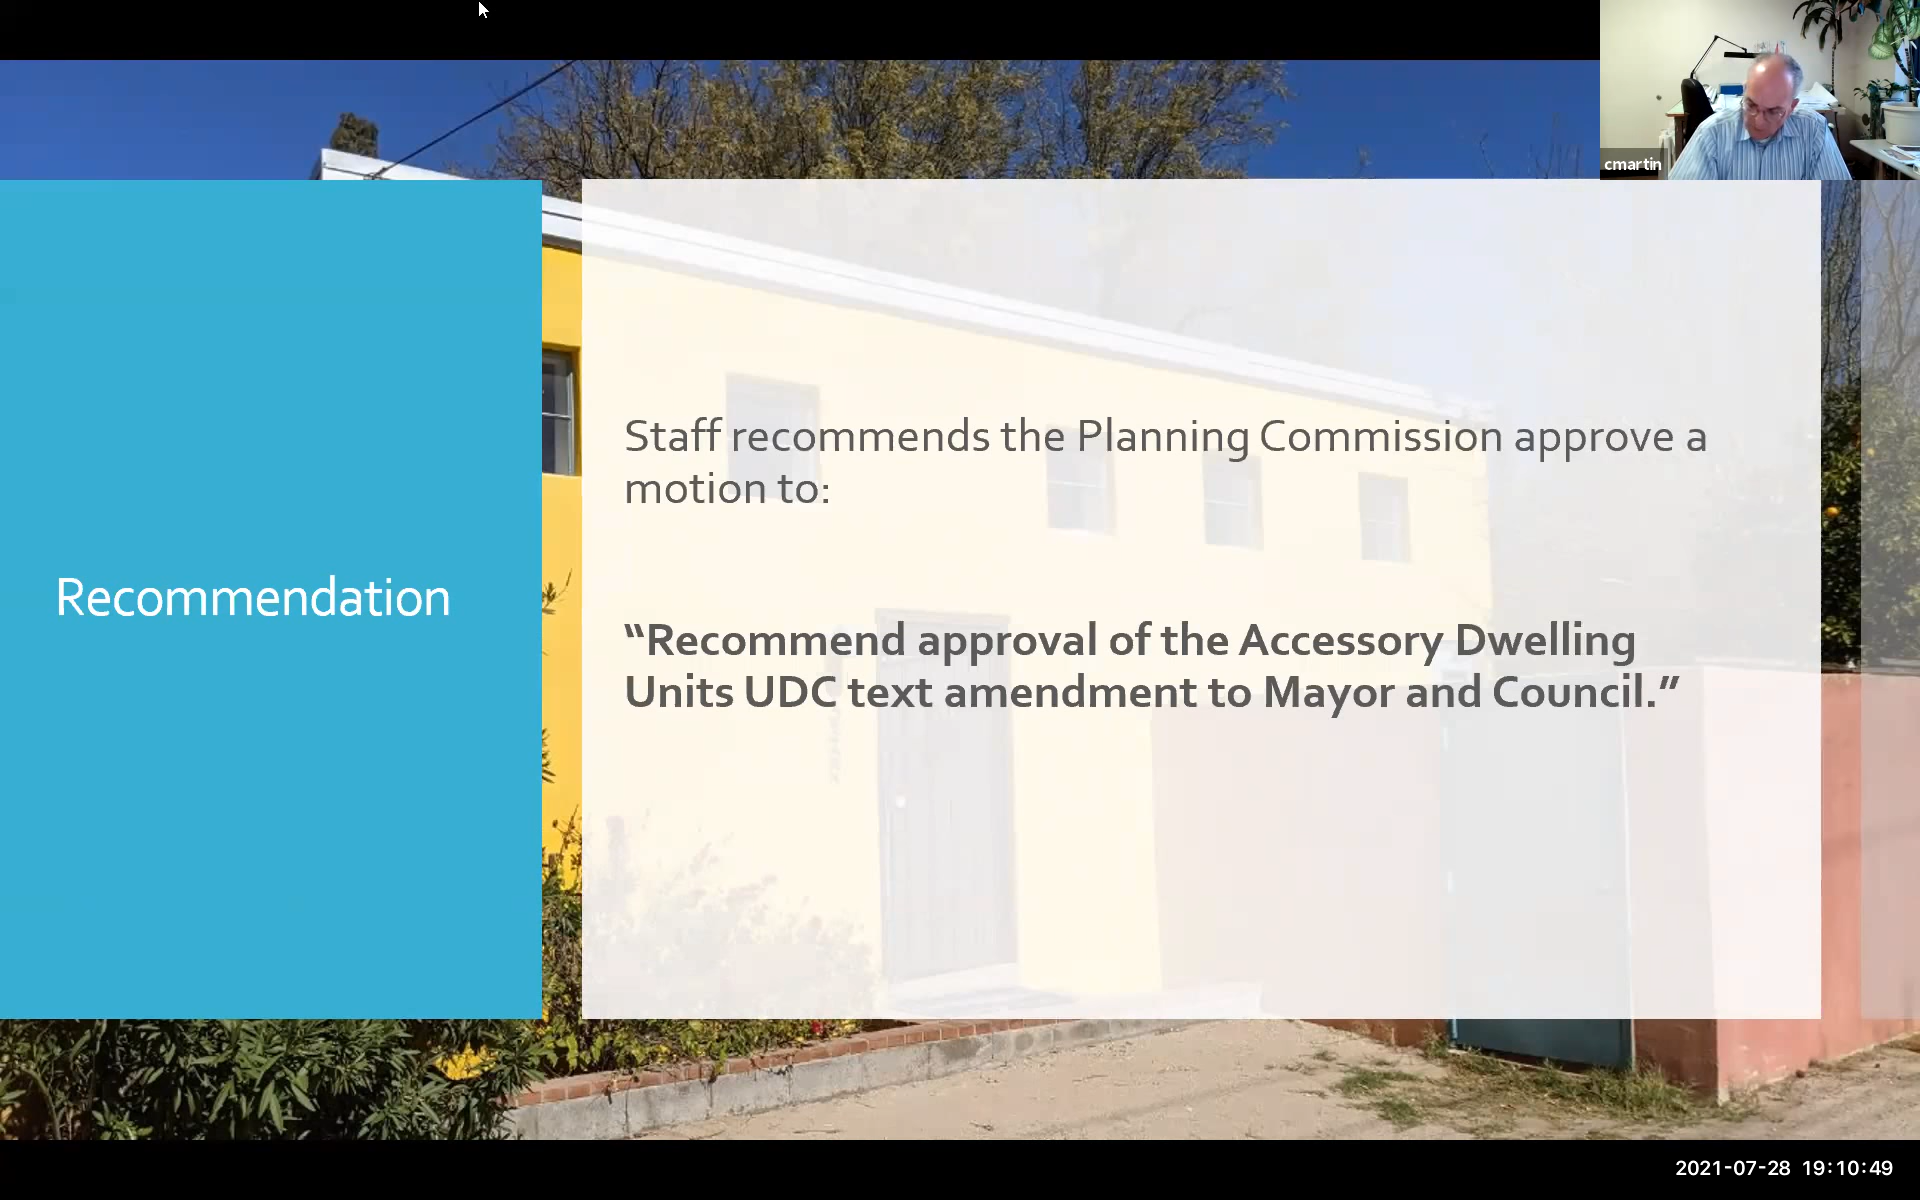 cmartin
Recommendation
Staff recommends the Planning Commission approve a
motion to:
“Recommend approval of the Accessory Dwelling
Units UDC text amendment to Mayor and Council.”
2021-07-28 19:10:49